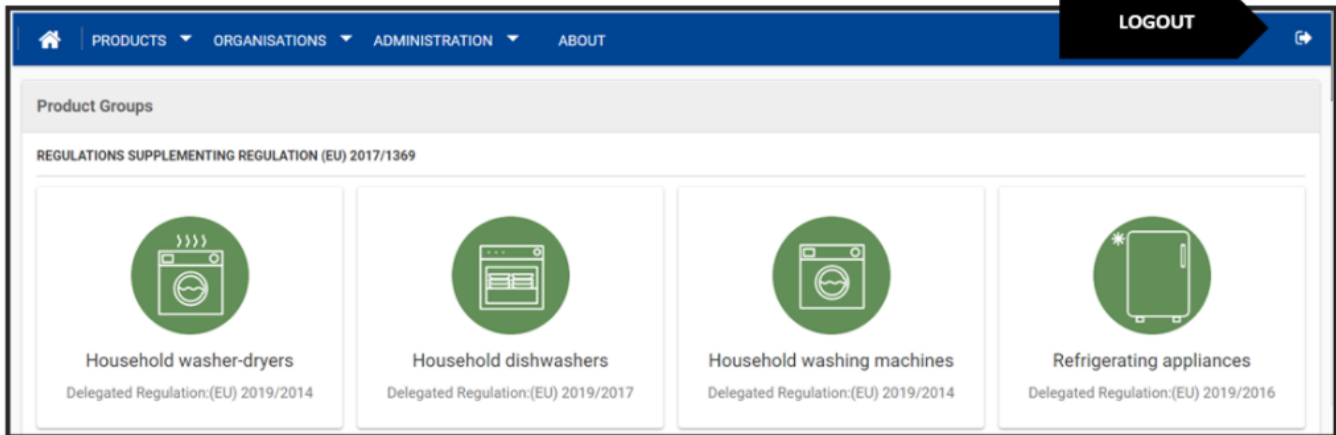 LOGOUT
PRODUCTS ORGANISATIONS ADMINISTRATION ABOUT
Product Groups
REGULATIONS SUPPLEMENTING REGULATION (EU) 2017/1369
Household washer-dryers Household dishwashers Household washing machines Refrigerating appliances
Delegated Regulation:(EU) 2019/2014 Delegated Regulation:(EU) 2019/2017 Delegated Regulation:(EU) 2019/2014 Delegated Regulation:(EU) 2019/2016